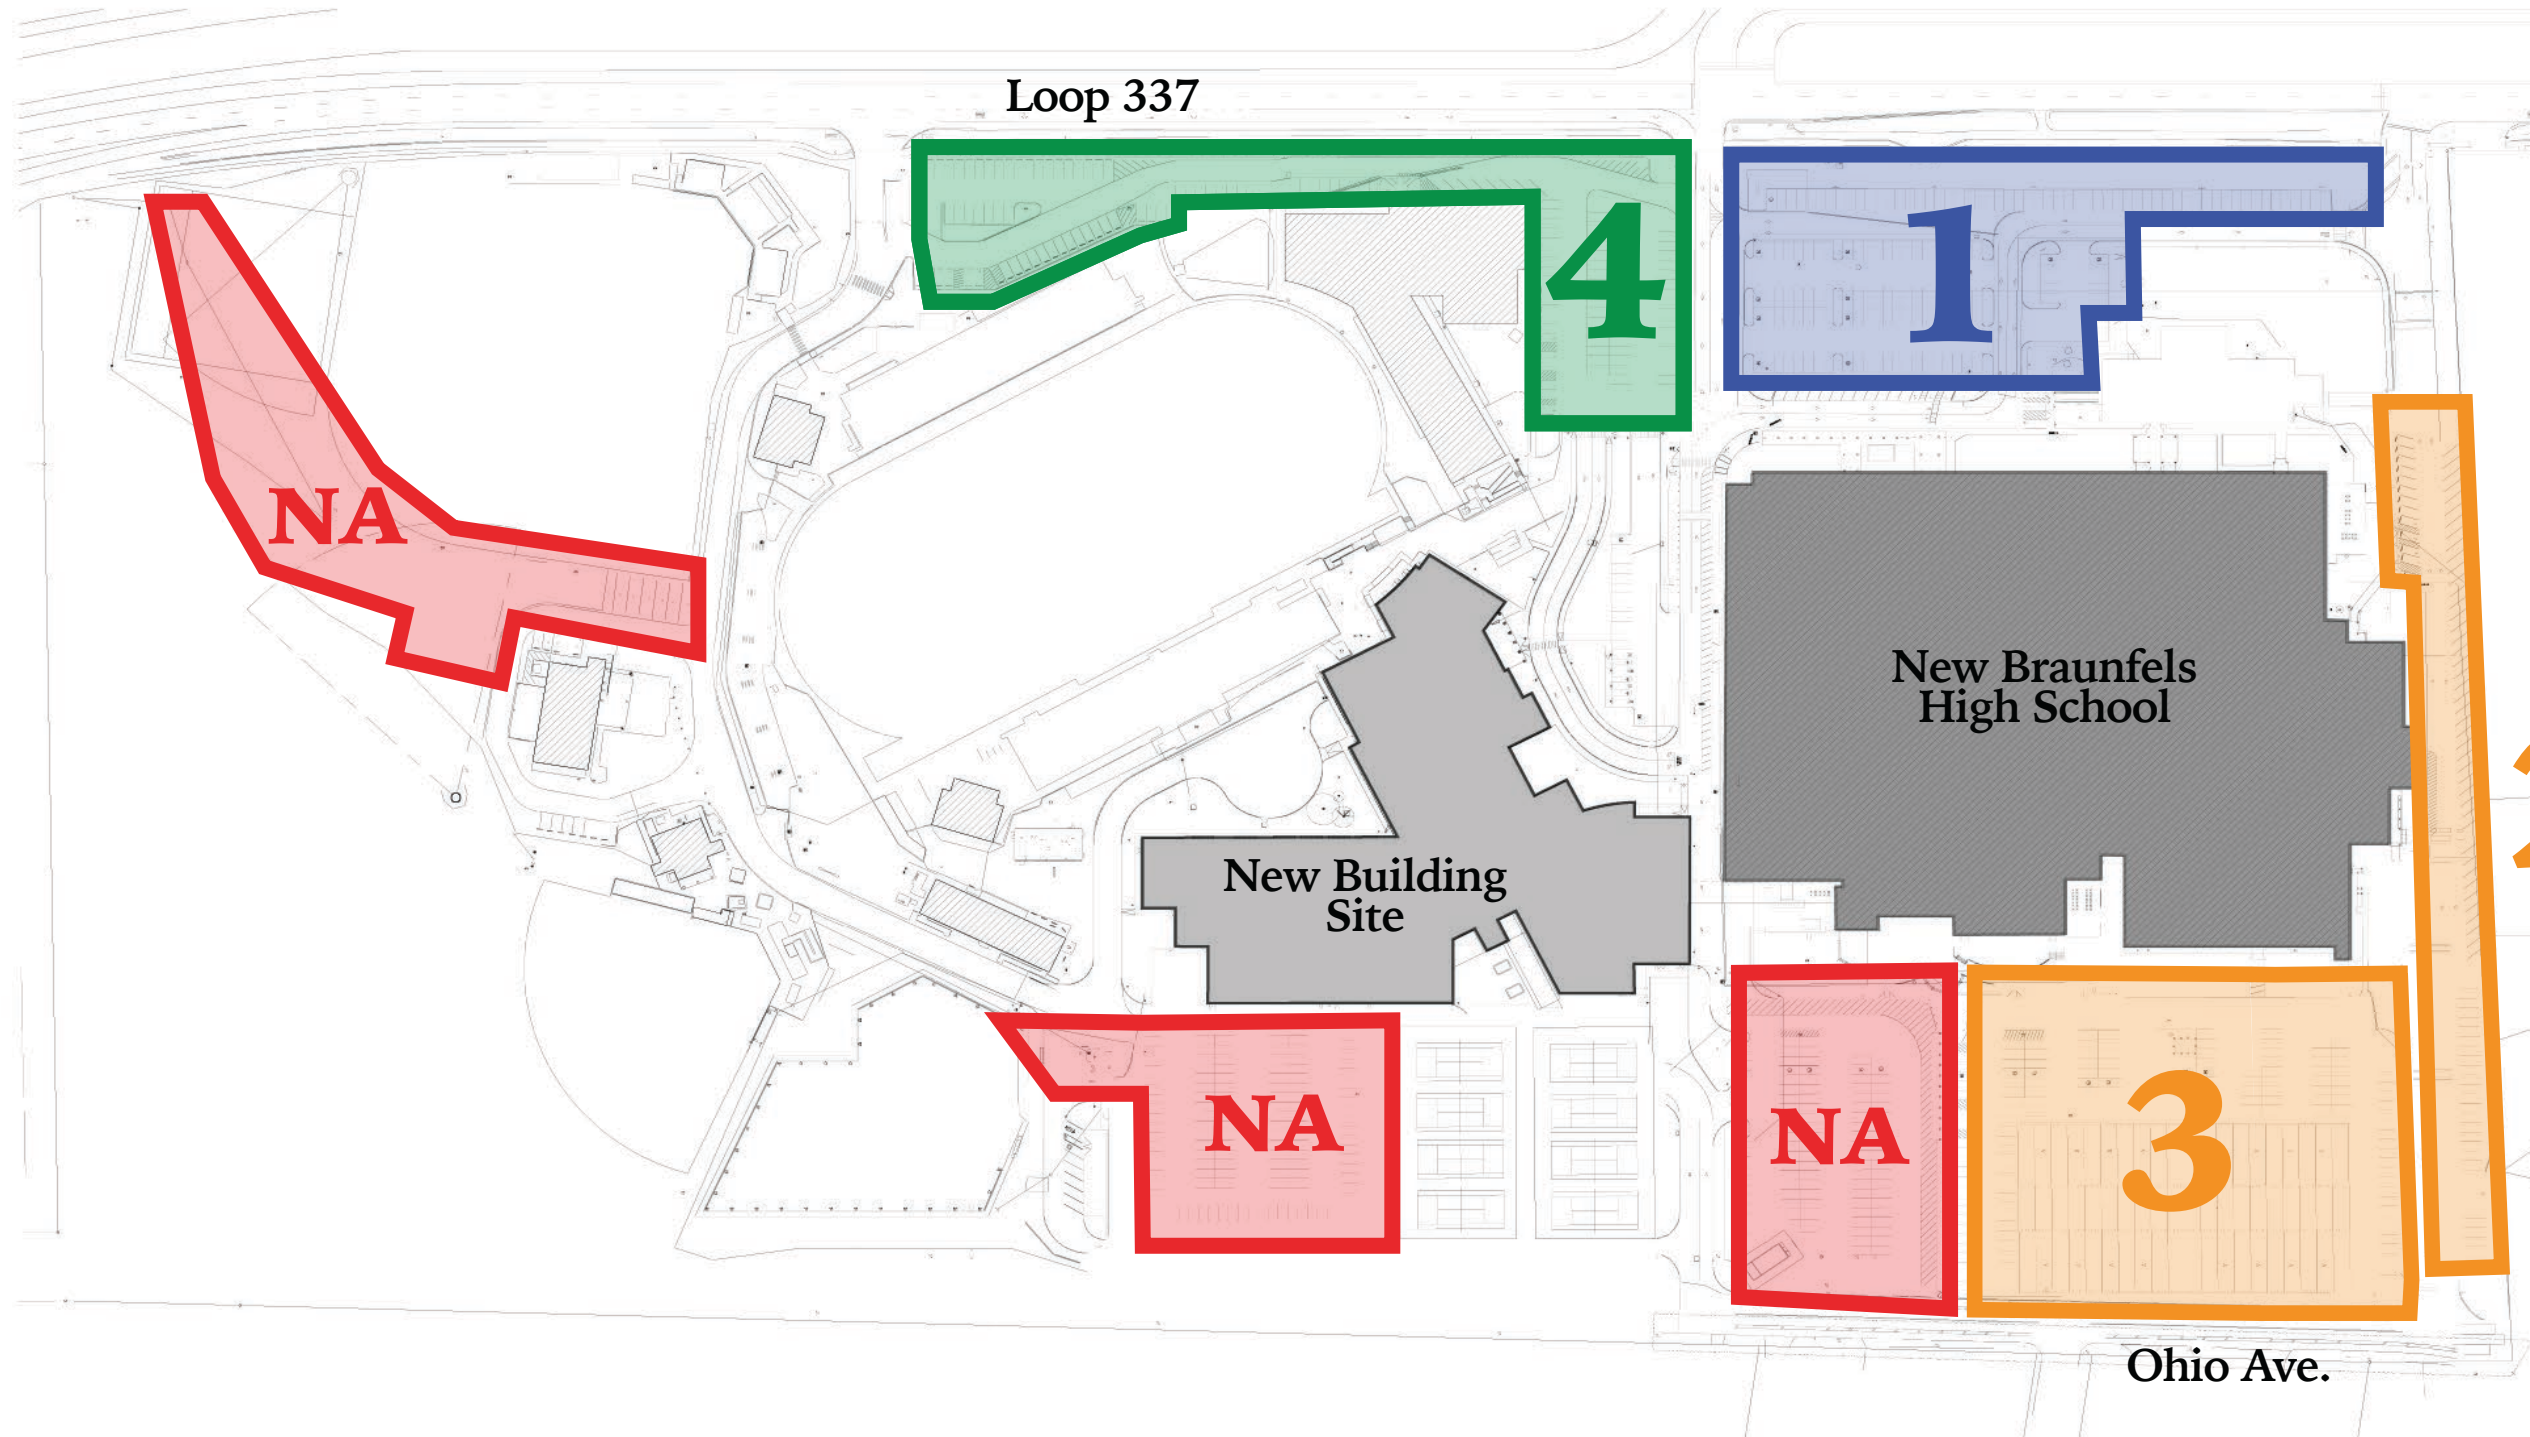 Loop 337
4
1
NA
New Braunfels
High School
New Building
Site
NA
NA
3
Ohio Ave.